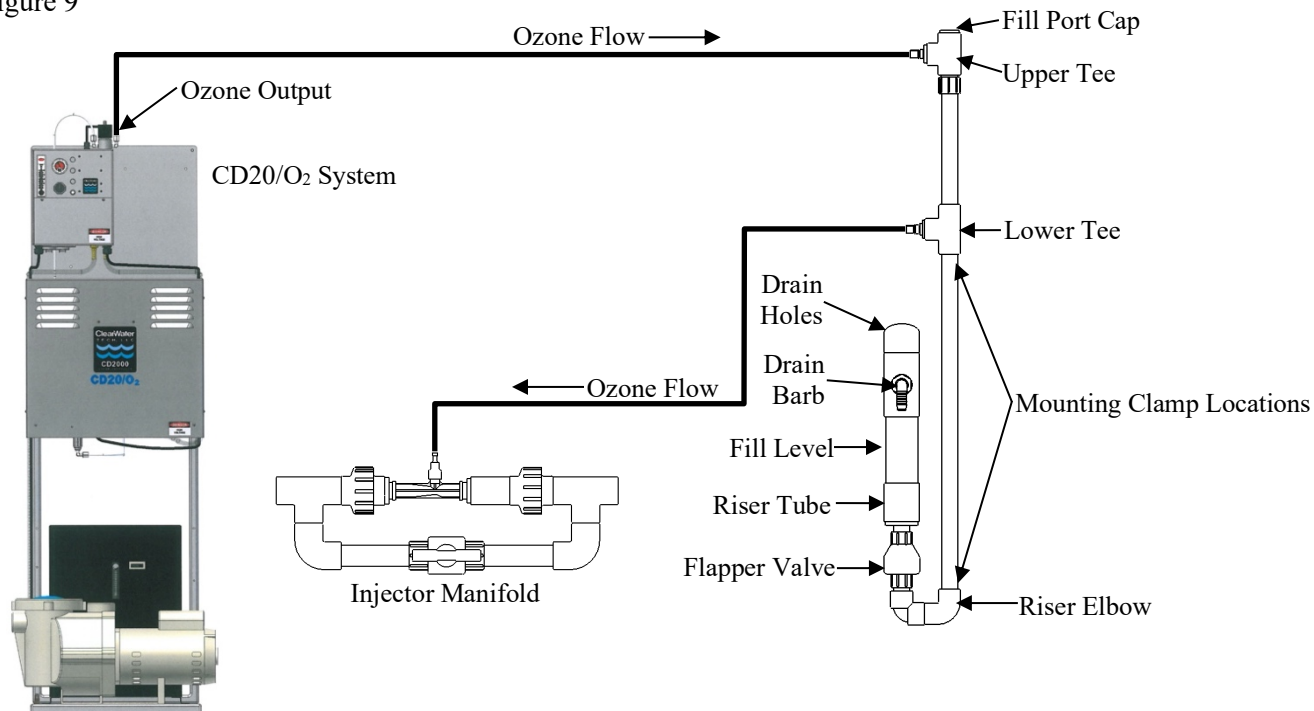 igure 9
Ozone Flow
Fill Port Cap
Upper Tee
Ozone Output
CD20/O₂ System
Lower Tee
Drain
Holes
Drain
Barb
Ozone Flow
Mounting Clamp Locations
Fill Level
Riser Tube
Flapper Valve
Injector Manifold
Riser Elbow
ClearWater
CD2000
CD20/O₂